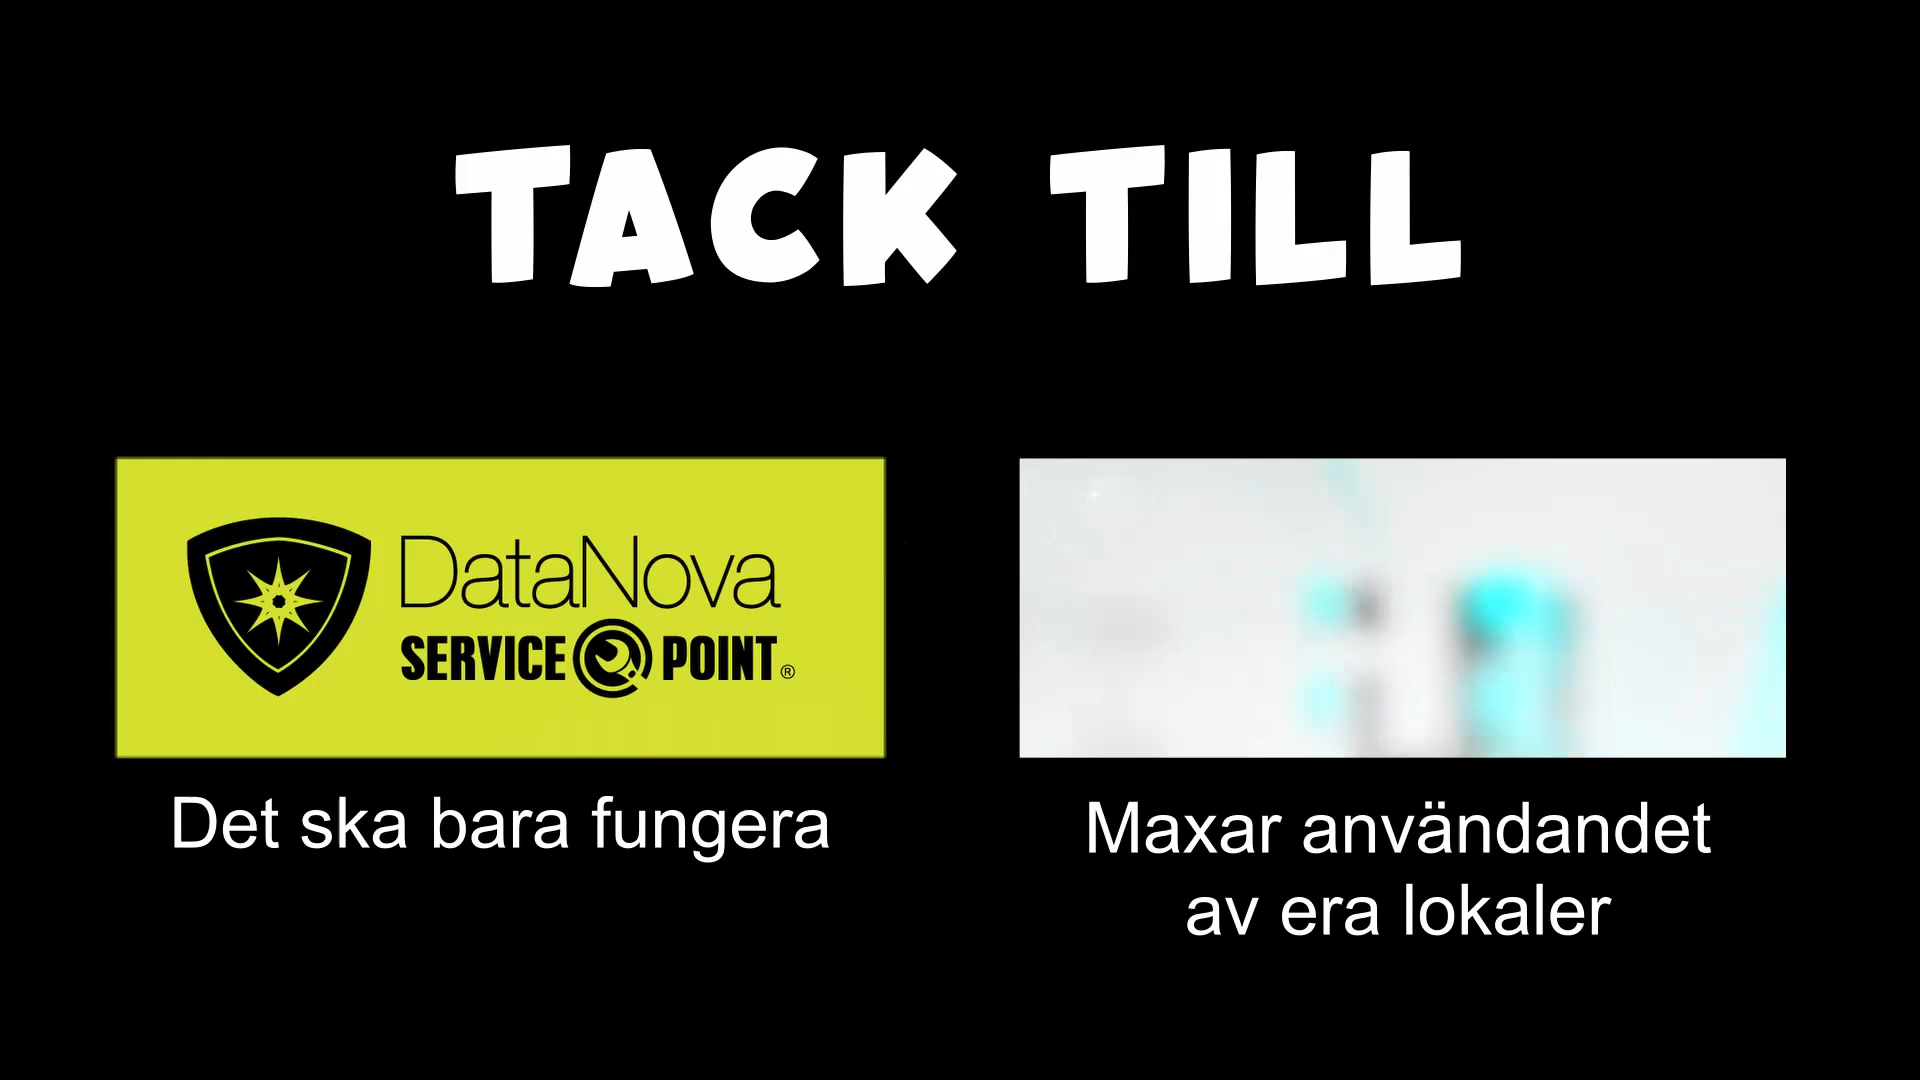 TACK TILL
DataNova
SERVICE POINT®
Det ska bara fungera
Maxar användandet
av era lokaler